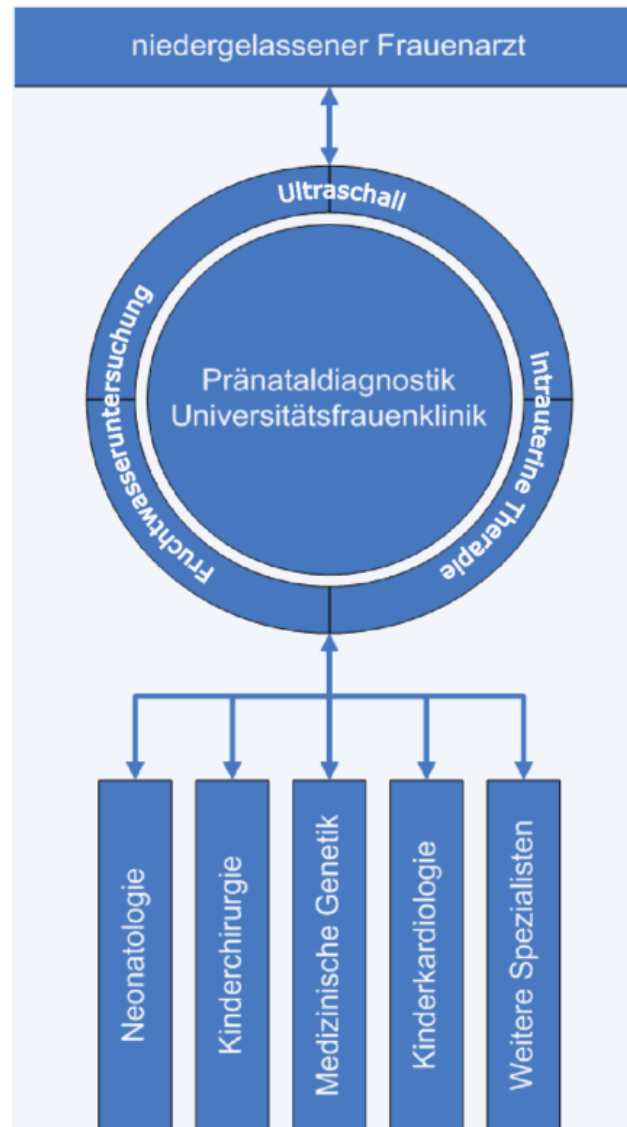 niedergelassener Frauenarzt
Ultraschall
Fruchtwasseruntersuchung
Intrauterine Therapie
Pränataldiagnostik
Universitätsfrauenklinik
Neonatologie
Kinderchirurgie
Medizinische Genetik
Kinderkardiologie
Weitere Spezialisten